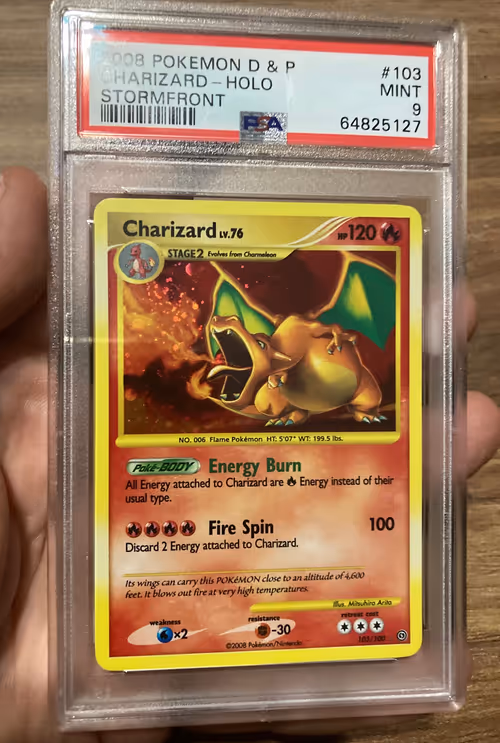 2008 POKEMON D & P #103
CHARIZARD - HOLO MINT
STORMFRONT 9
PSA 64825127
Charizard LV.76 HP 120
STAGE 2 Evolves from Charmeleon
NO. 006 Flame Pokémon HT: 5'07" WT: 199.5 lbs.
Poké-BODY Energy Burn
All Energy attached to Charizard are Energy instead of their
usual type.
Fire Spin 100
Discard 2 Energy attached to Charizard.
Its wings can carry this POKéMON close to an altitude of 4,600
feet. It blows out fire at very high temperatures.
Illus. Mitsuhiro Arita
weakness resistance retreat cost
×2 -30
©2008 Pokémon/Nintendo. 103/100